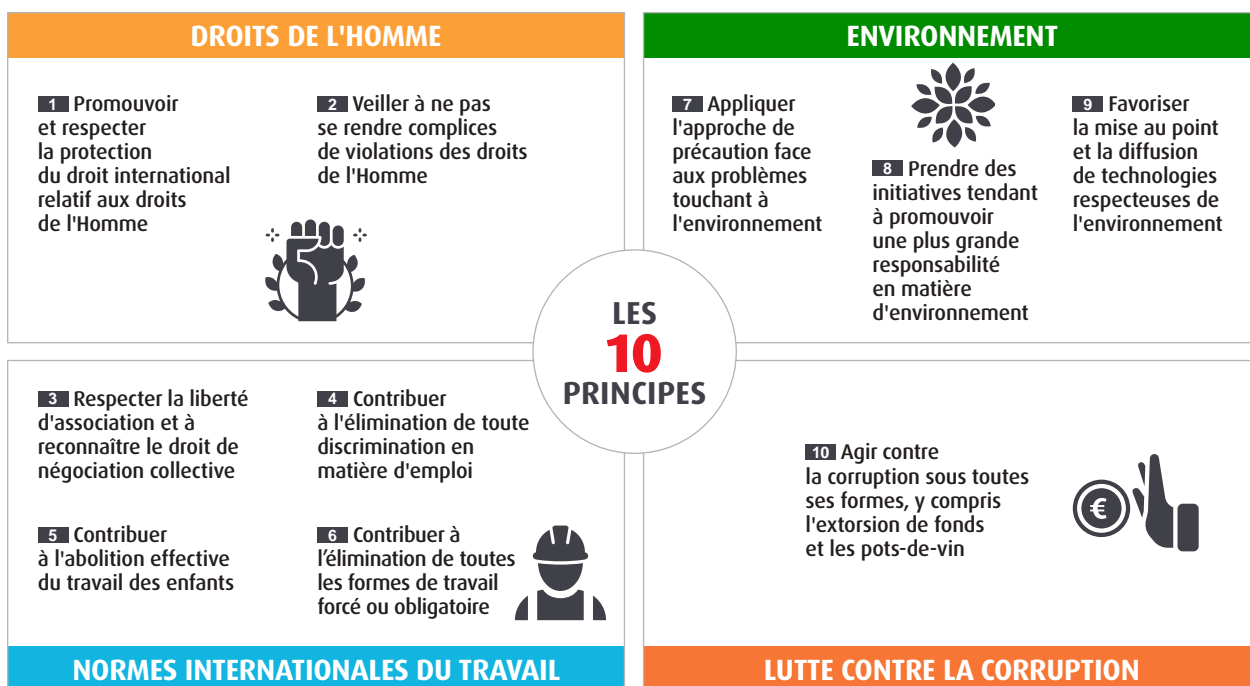 DROITS DE L'HOMME
1 Promouvoir
et respecter
la protection
du droit international
relatif aux droits
de l'Homme
2 Veiller à ne pas
se rendre complices
de violations des droits
de l'Homme
ENVIRONNEMENT
7 Appliquer
l'approche de
précaution face
aux problèmes
touchant à
l'environnement
8 Prendre des
initiatives tendant
à promouvoir
une plus grande
responsabilité
en matière
d'environnement
9 Favoriser
la mise au point
et la diffusion
de technologies
respecteuses de
l'environnement
LES
10
PRINCIPES
3 Respecter la liberté
d'association et à
reconnaître le droit de
négociation collective
4 Contribuer
à l'élimination de toute
discrimination en
matière d'emploi
5 Contribuer
à l'abolition effective
du travail des enfants
6 Contribuer à
l’élimination de toutes
les formes de travail
forcé ou obligatoire
NORMES INTERNATIONALES DU TRAVAIL
10 Agir contre
la corruption sous toutes
ses formes, y compris
l'extorsion de fonds
et les pots-de-vin
€
LUTTE CONTRE LA CORRUPTION